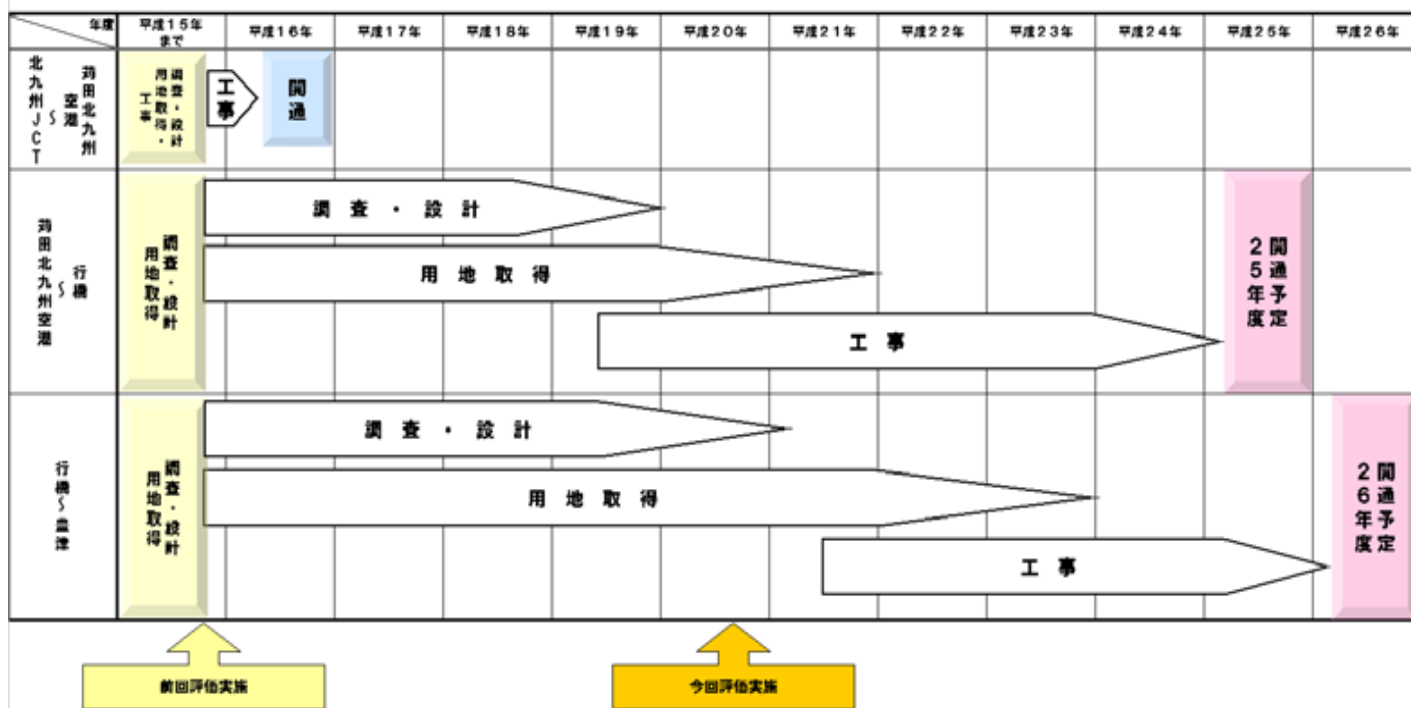 年度
平成15年まで
平成16年
平成17年
平成18年
平成19年
平成20年
平成21年
平成22年
平成23年
平成24年
平成25年
平成26年
苅田北九州空港
～
北九州JCT
調査・設計
用地取得・
工事
工事
開通
行橋
～
苅田北九州空港
調査・設計
用地取得
調 査 ・ 設 計
用 地 取 得
工 事
開通予定
25年度
行橋～豊津
調査・設計
用地取得
調 査 ・ 設 計
用 地 取 得
工 事
開通予定
26年度
前回評価実施
今回評価実施